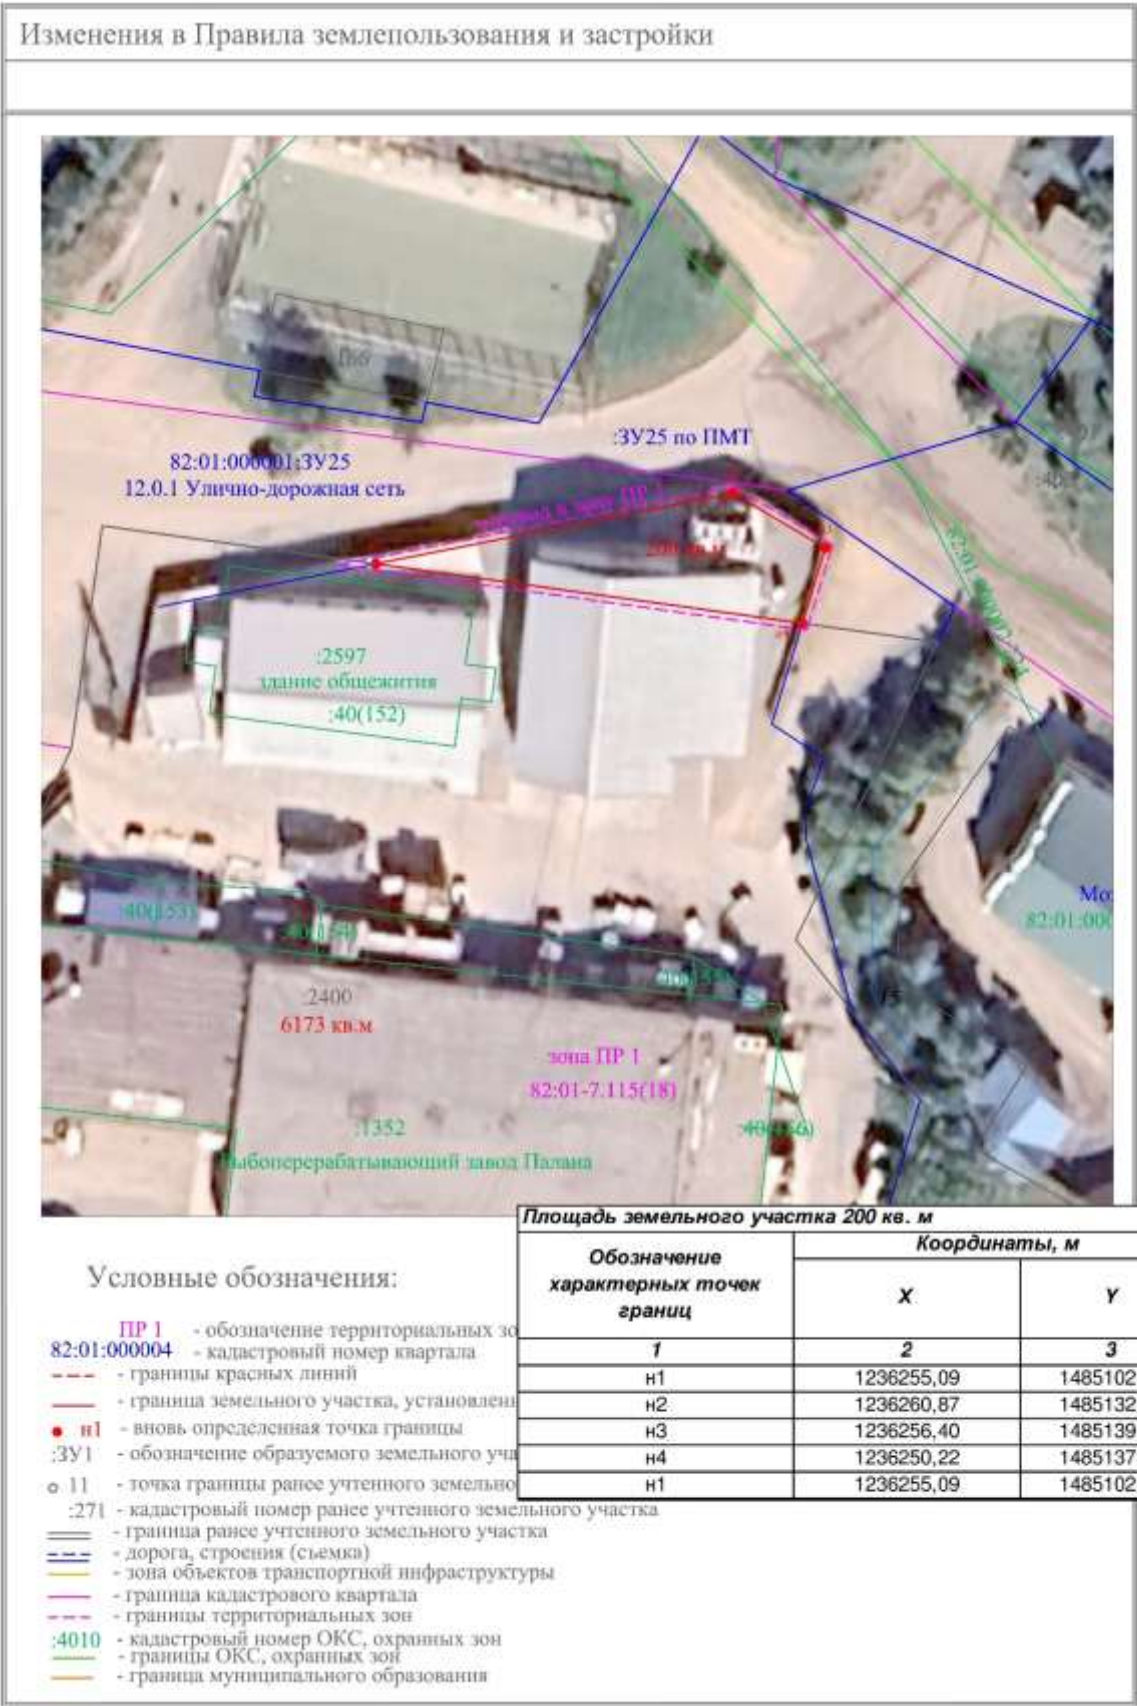 Изменения в Правила землепользования и застройки
:ЗУ25 по ПМТ
82:01:000001:ЗУ25
12.0.1 Улично-дорожная сеть
:2597
здание общежития
:40(152)
Мо
82:01:000
:40(153)
:2400
6173 кв.м
зона ПР 1
82:01-7.115(18)
:1352
Рыбоперерабатывающий завод Палана
Площадь земельного участка 200 кв. м
Обозначение характерных точек границ
Координаты, м
X
Y
1 2 3
н1 1236255,09 1485102
н2 1236260,87 1485132
н3 1236256,40 1485139
н4 1236250,22 1485137
н1 1236255,09 1485102
Условные обозначения:
ПР 1 - обозначение территориальных зо
82:01:000004 - кадастровый номер квартала
- границы красных линий
- граница земельного участка, установлен
н1 - вновь определенная точка границы
:ЗУ1 - обозначение образуемого земельного уча
11 - точка границы ранее учтенного земельно
:271 - кадастровый номер ранее учтенного земельного участка
- граница ранее учтенного земельного участка
- дорога, строения (съемка)
- зона объектов транспортной инфраструктуры
- граница кадастрового квартала
- границы территориальных зон
:4010 - кадастровый номер ОКС, охранных зон
- границы ОКС, охранных зон
- граница муниципального образования